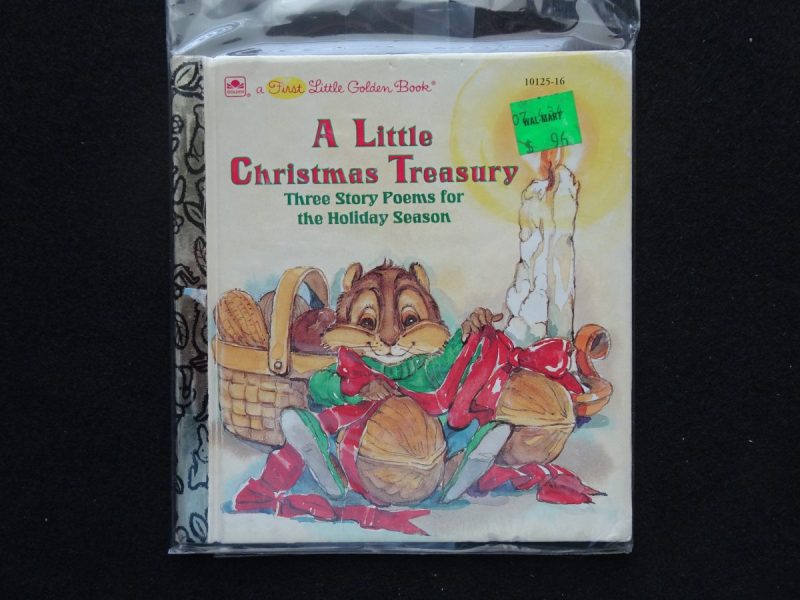 GOLDEN
a First Little Golden Book®
10125-16
WAL-MART
$ 96
A Little
Christmas Treasury
Three Story Poems for
the Holiday Season